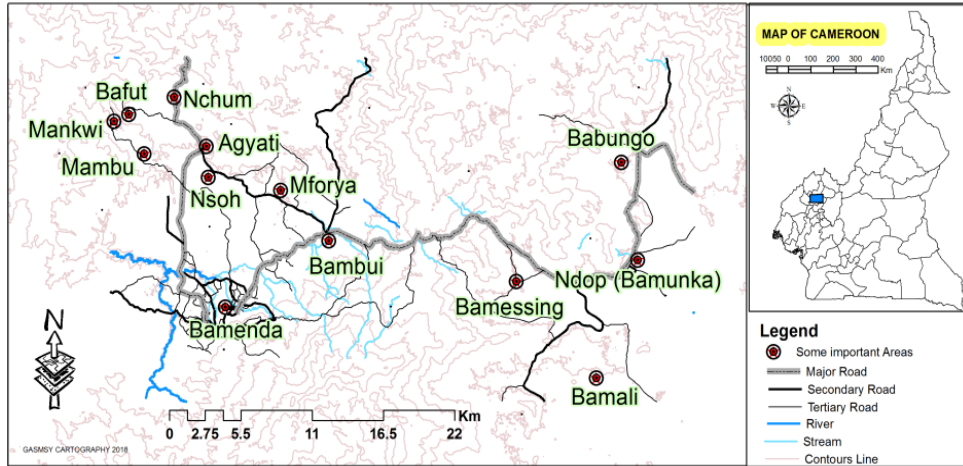 Bafut
Nchum
Mankwi
Agyati
Mambu
Nsoh
Mforya
Babungo
Bambui
Ndop (Bamunka)
Bamessing
Bamenda
Bamali
N
Km
0 2.75 5.5 11 16.5 22
GASMSY CARTOGRAPHY 2018
MAP OF CAMEROON
10050 0 100 200 300 400
Km
N
W E
S
Legend
Some important Areas
Major Road
Secondary Road
Tertiary Road
River
Stream
Contours Line